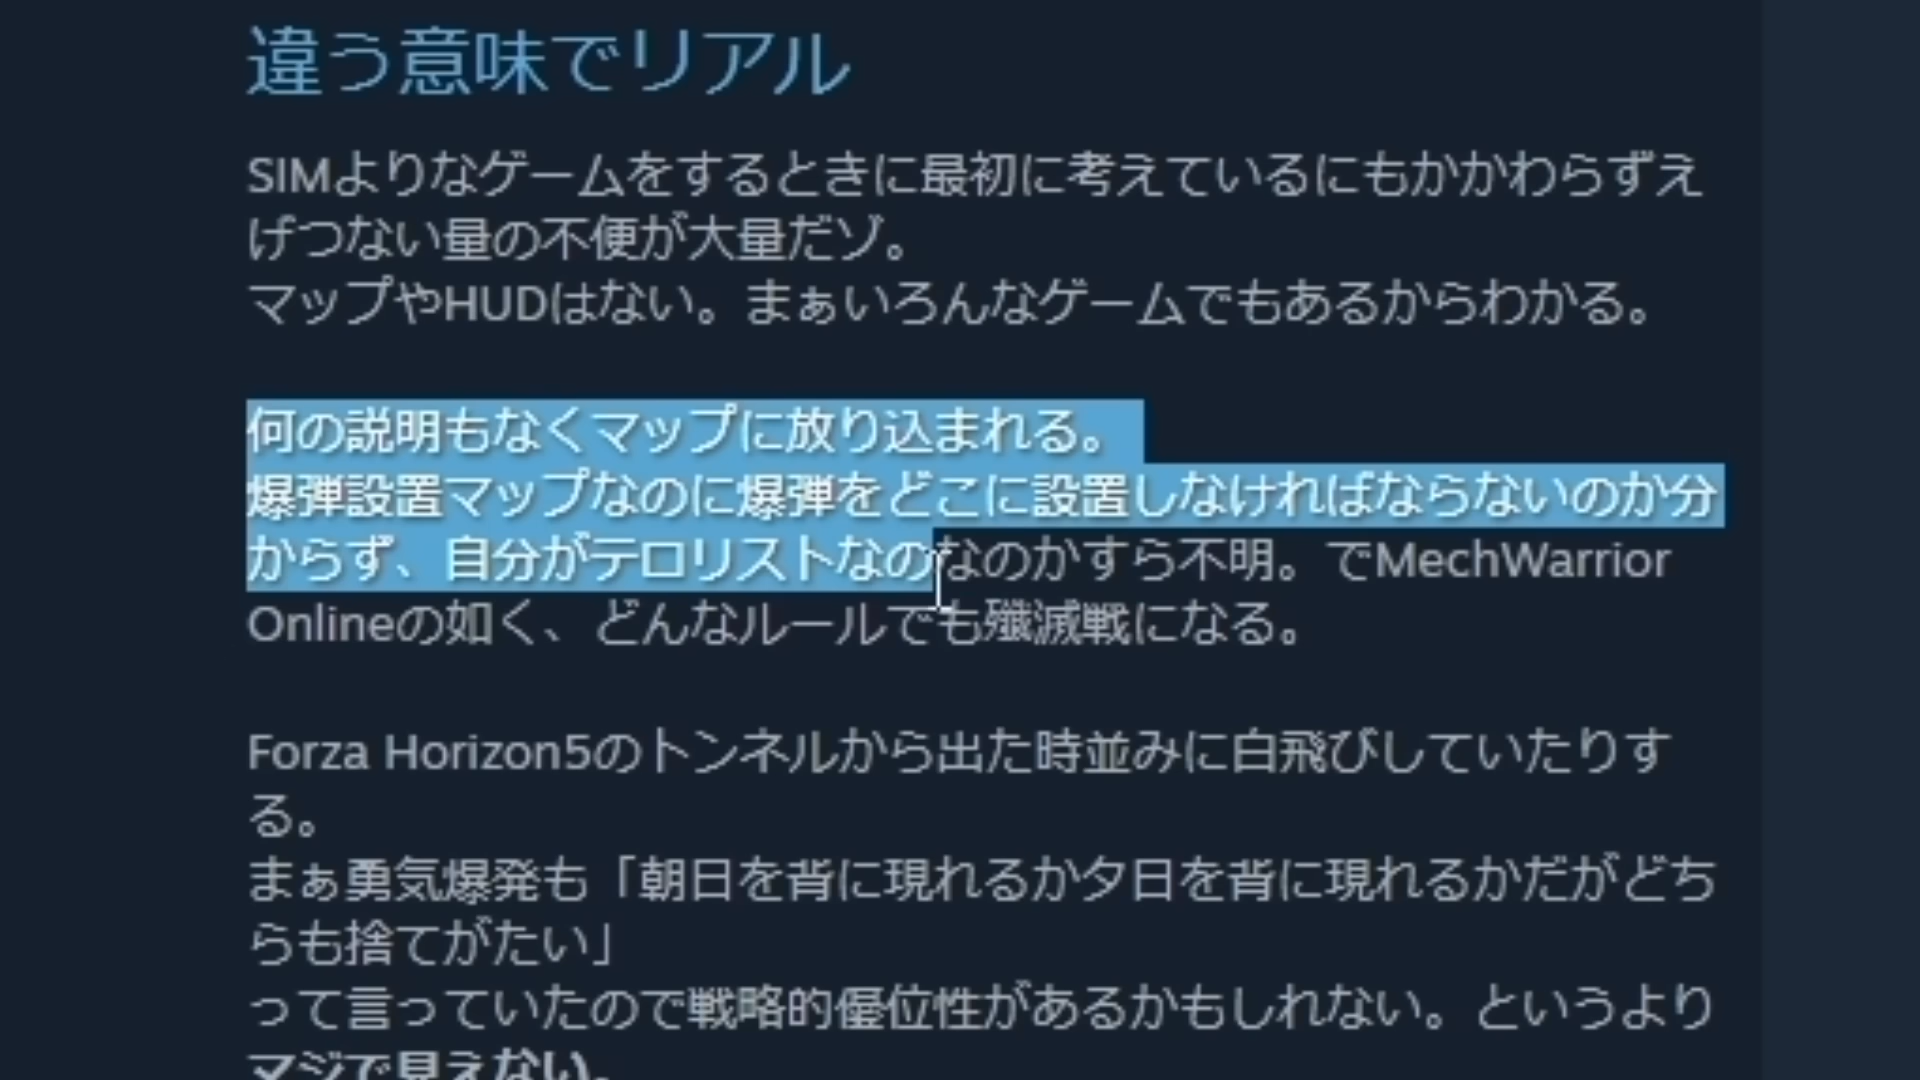 違う意味でリアル
SIMよりなゲームをするときに最初に考えているにもかかわらずえ
げつない量の不便が大量だゾ。
マップやHUDはない。まぁいろんなゲームでもあるからわかる。
何の説明もなくマップに放り込まれる。
爆弾設置マップなのに爆弾をどこに設置しなければならないのか分
からず、自分がテロリストなのなのかすら不明。でMechWarrior
Onlineの如く、どんなルールでも殲滅戦になる。
Forza Horizon5のトンネルから出た時並みに白飛びしていたりす
る。
まぁ勇気爆発も「朝日を背に現れるか夕日を背に現れるかだがどち
らも捨てがたい」
って言っていたので戦略的優位性があるかもしれない。というより
マジで見えない。